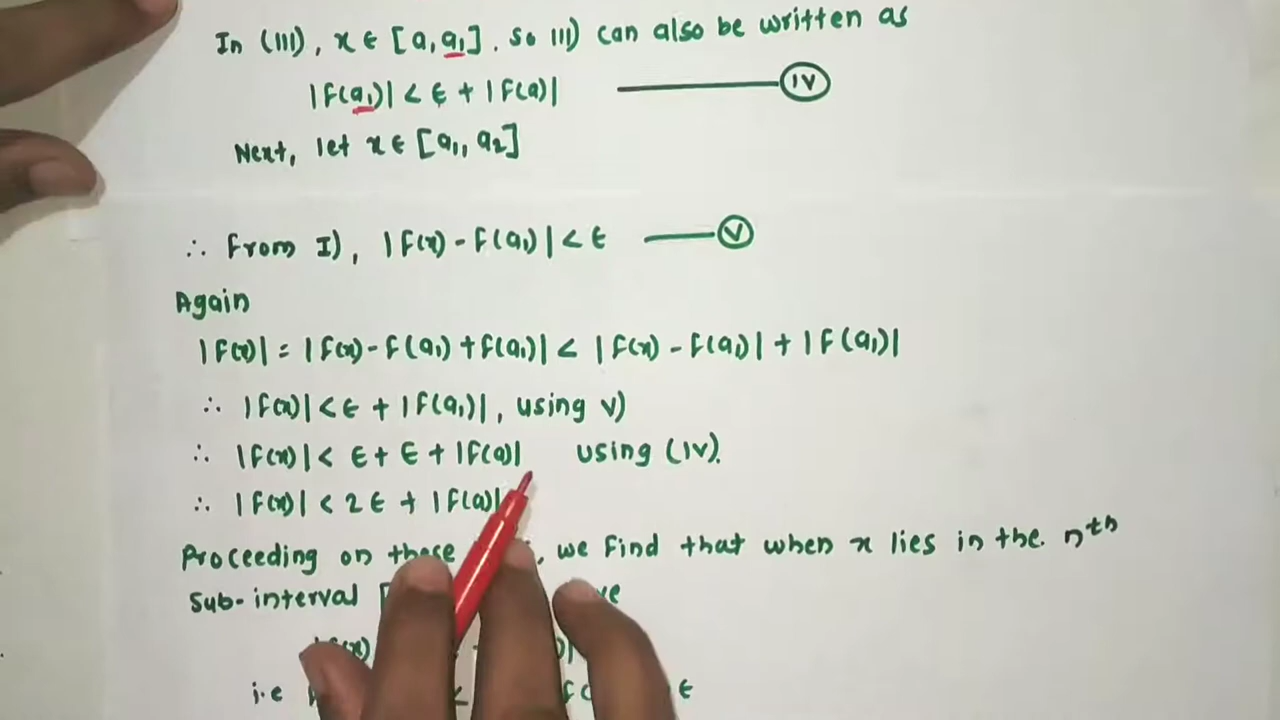 In (III), x ∈ [a, a₁]. So III) can also be written as
|F(a₁)| < ε + |F(a)| ——— IV
Next, let x ∈ [a₁, a₂]
∴ From I), |F(x) - F(a₁)| < ε ——— V
Again
|F(x)| = |F(x) - F(a₁) + F(a₁)| < |F(x) - F(a₁)| + |F(a₁)|
∴ |F(x)| < ε + |F(a₁)|, using V)
∴ |F(x)| < ε + ε + |F(a)| using (IV).
∴ |F(x)| < 2ε + |F(a)|
Proceeding on these , we find that when x lies in the nth
Sub-interval [
i.e ε